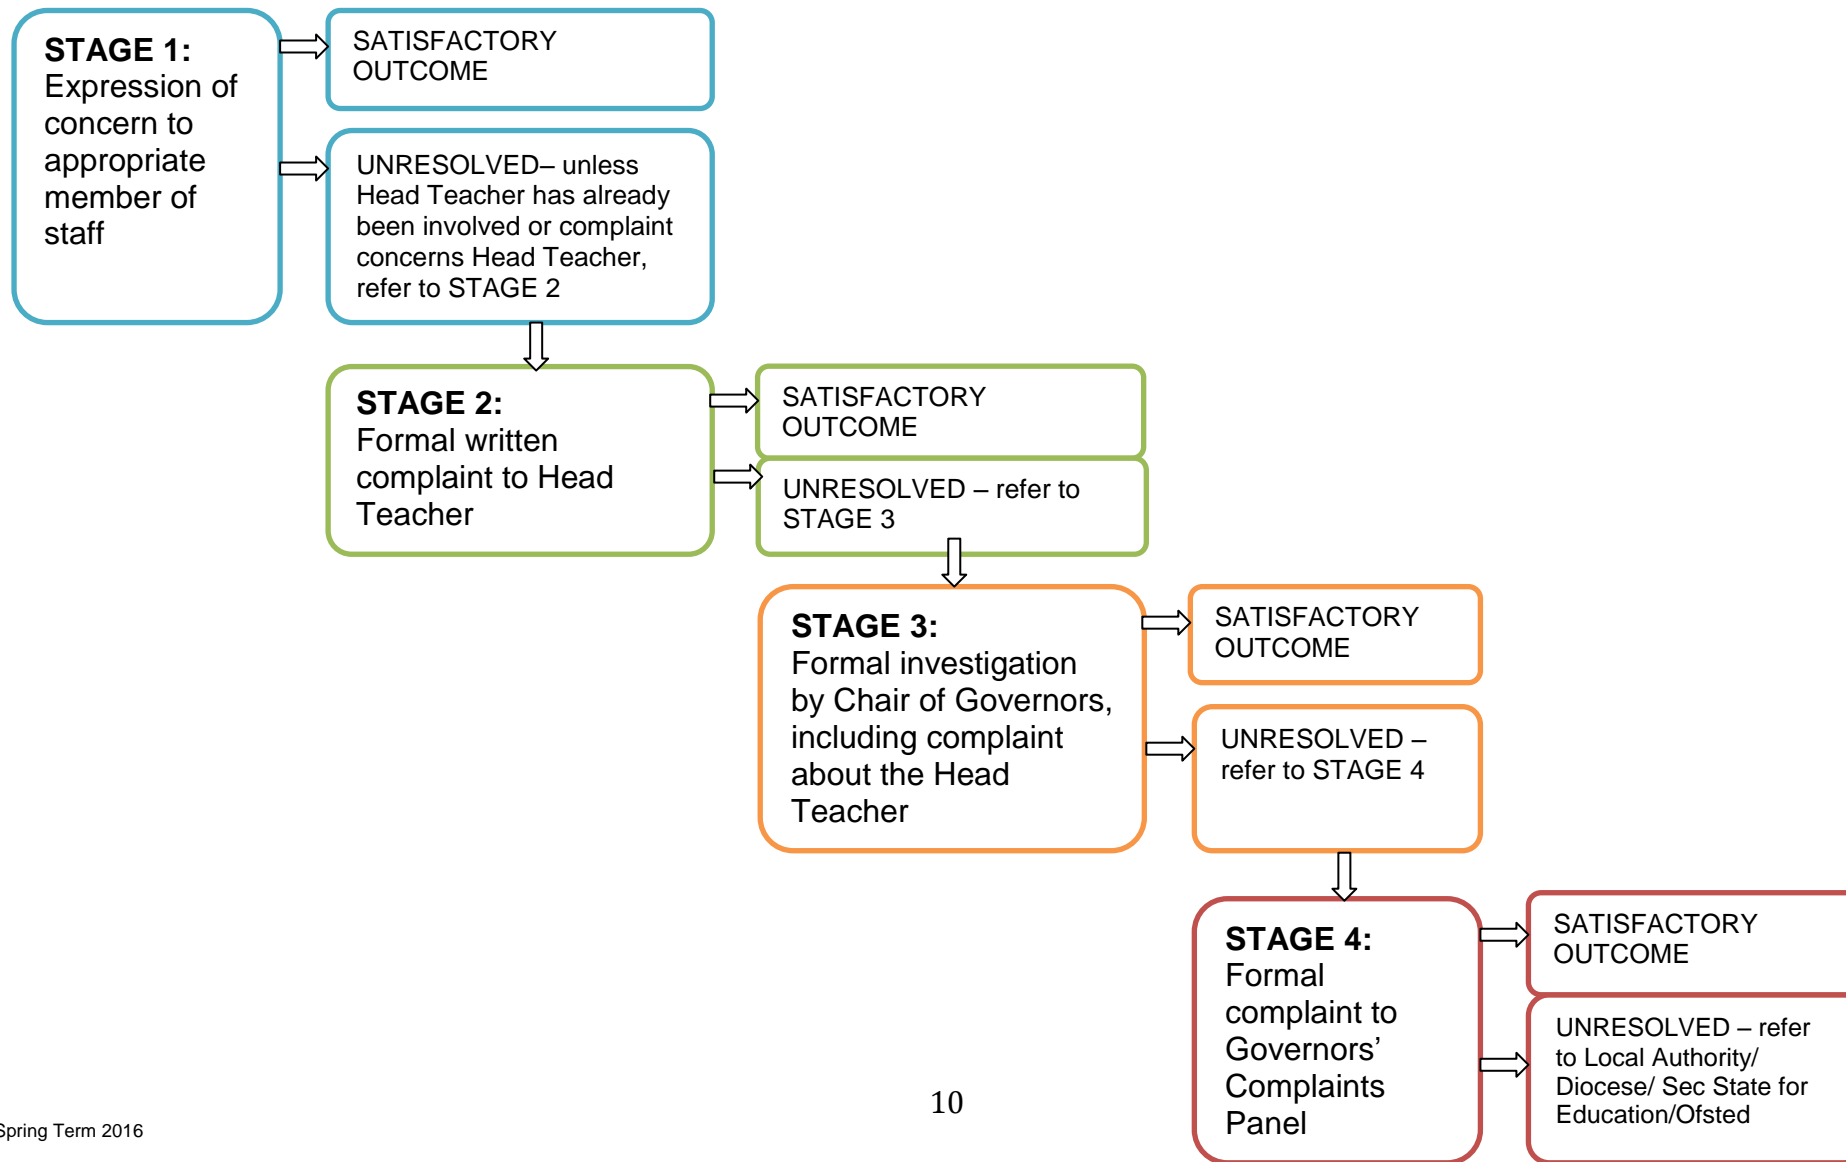 STAGE 1:
Expression of
concern to
appropriate
member of
staff
SATISFACTORY
OUTCOME
UNRESOLVED– unless
Head Teacher has already
been involved or complaint
concerns Head Teacher,
refer to STAGE 2
STAGE 2:
Formal written
complaint to Head
Teacher
SATISFACTORY
OUTCOME
UNRESOLVED – refer to
STAGE 3
STAGE 3:
Formal investigation
by Chair of Governors,
including complaint
about the Head
Teacher
SATISFACTORY
OUTCOME
UNRESOLVED –
refer to STAGE 4
STAGE 4:
Formal
complaint to
Governors’
Complaints
Panel
SATISFACTORY
OUTCOME
UNRESOLVED – refer
to Local Authority/
Diocese/ Sec State for
Education/Ofsted
10
Spring Term 2016